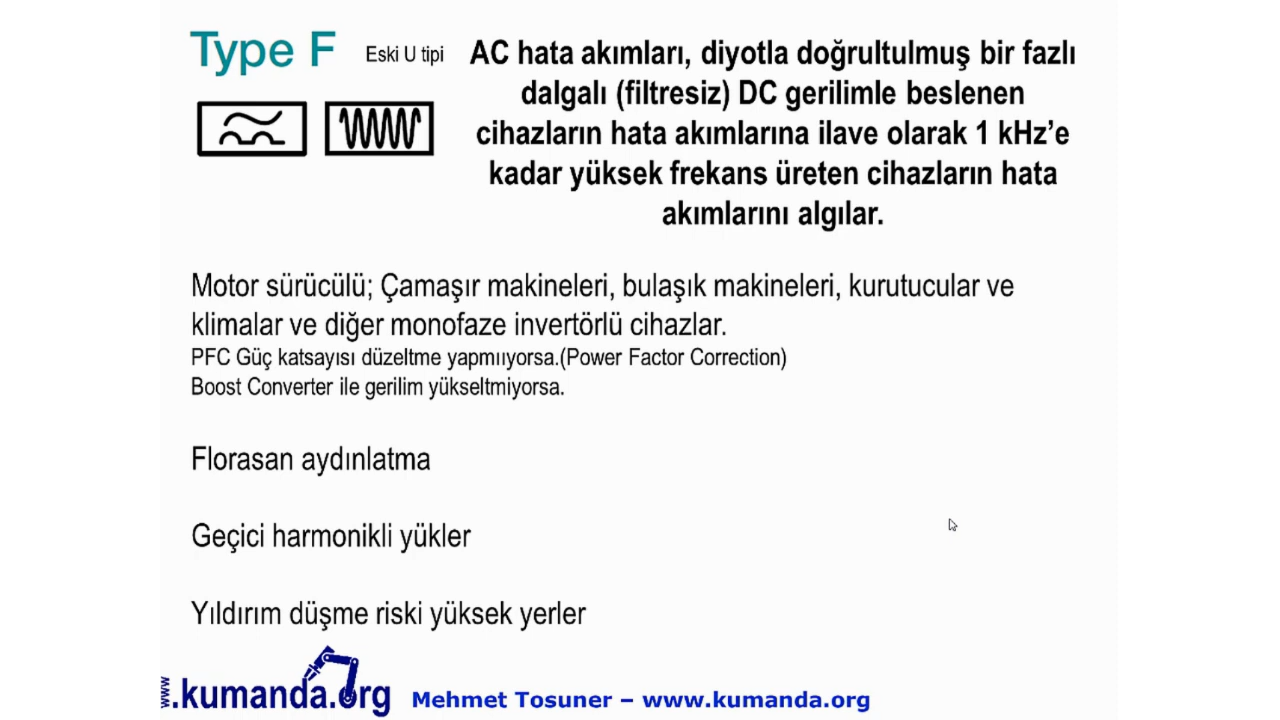 Type F Eski U tipi
AC hata akımları, diyotla doğrultulmuş bir fazlı
dalgalı (filtresiz) DC gerilimle beslenen
cihazların hata akımlarına ilave olarak 1 kHz’e
kadar yüksek frekans üreten cihazların hata
akımlarını algılar.
Motor sürücülü; Çamaşır makineleri, bulaşık makineleri, kurutucular ve
klimalar ve diğer monofaze invertörlü cihazlar.
PFC Güç katsayısı düzeltme yapmııyorsa.(Power Factor Correction)
Boost Converter ile gerilim yükseltmiyorsa.
Florasan aydınlatma
Geçici harmonikli yükler
Yıldırım düşme riski yüksek yerler
www.kumanda.org
Mehmet Tosuner – www.kumanda.org